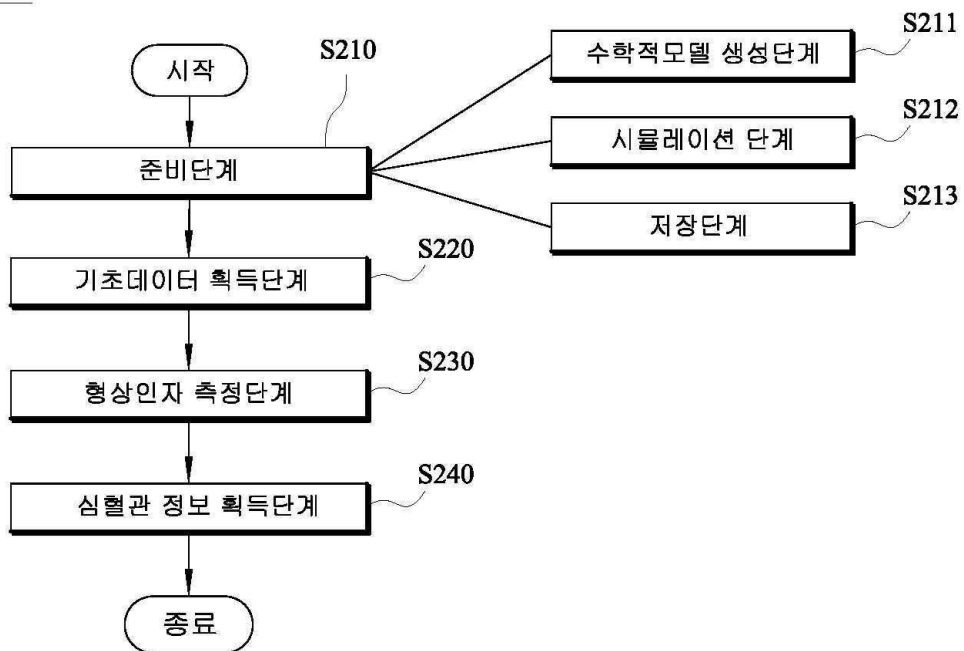 시작
S210
준비단계
수학적모델 생성단계
S211
시뮬레이션 단계
S212
저장단계
S213
기초데이터 획득단계
S220
형상인자 측정단계
S230
심혈관 정보 획득단계
S240
종료